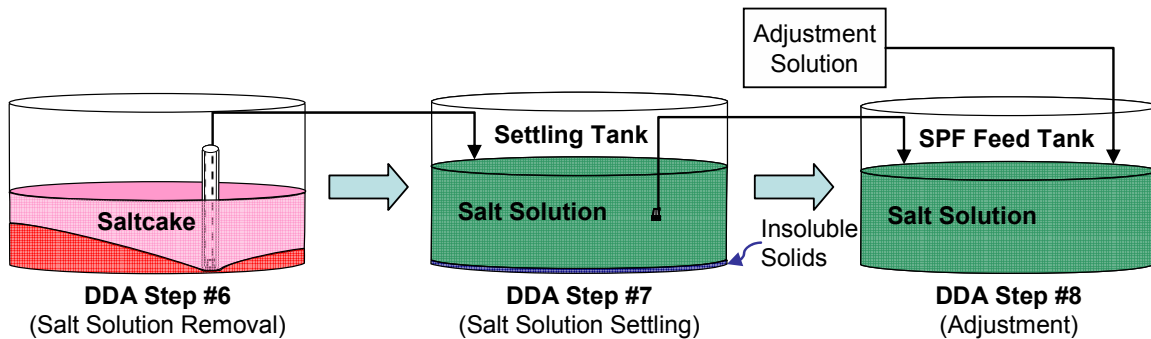 Adjustment
Solution
Settling Tank
SPF Feed Tank
Saltcake
Salt Solution
Insoluble
Solids
Salt Solution
DDA Step #6
(Salt Solution Removal)
DDA Step #7
(Salt Solution Settling)
DDA Step #8
(Adjustment)